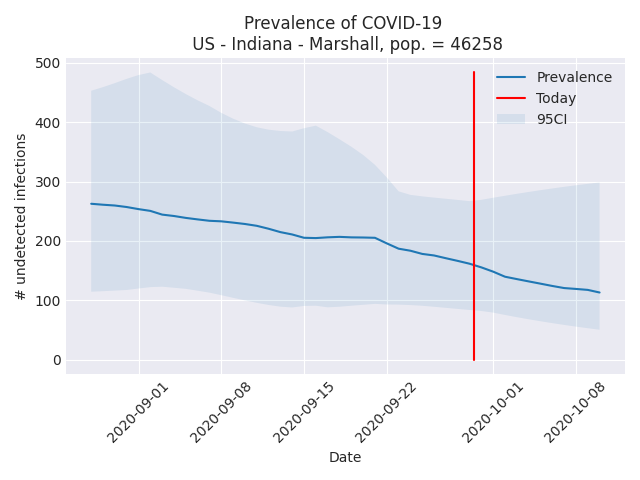 Prevalence of COVID-19
US - Indiana - Marshall, pop. = 46258
500
400
300
200
100
0
# undetected infections
Prevalence
Today
95CI
2020-09-01
2020-09-08
2020-09-15
2020-09-22
2020-10-01
2020-10-08
Date